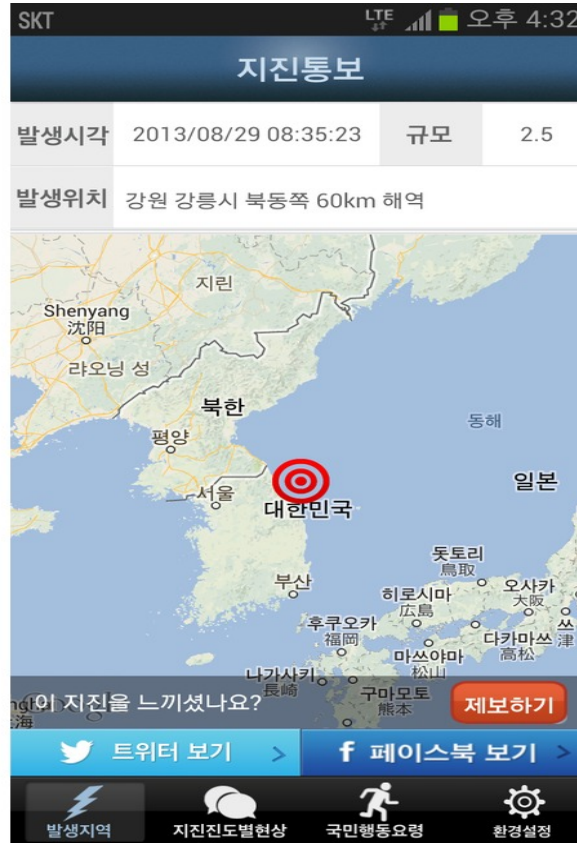 SKT LTE 오후 4:32
지진통보
발생시각 2013/08/29 08:35:23 규모 2.5
발생위치 강원 강릉시 북동쪽 60km 해역
지린
Shenyang
沈阳
랴오닝 성
북한
동해
평양
일본
서울
대한민국
돗토리
鳥取
부산
오사카
大阪
히로시마
広島
후쿠오카
福岡
쓰
津
다카마쓰
高松
마쓰야마
松山
나가사키
長崎
구마모토
熊本
이 지진을 느끼셨나요? 제보하기
海
트위터 보기 > f 페이스북 보기 >
발생지역 지진진도별현상 국민행동요령 환경설정